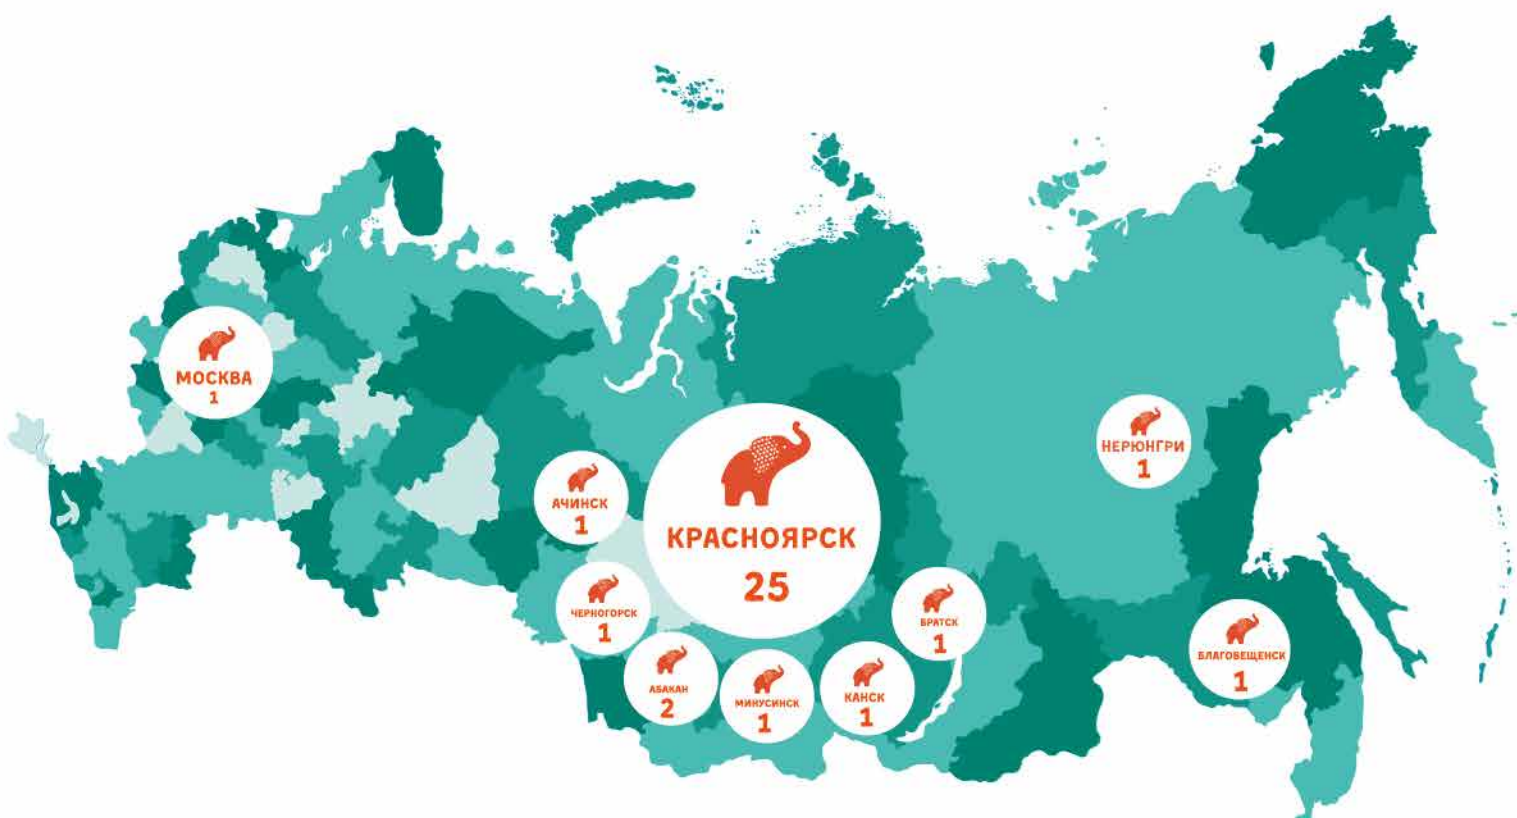 МОСКВА
1
НЕРЮНГРИ
1
АЧИНСК
1
КРАСНОЯРСК
25
ЧЕРНОГОРСК
1
БРАТСК
1
БЛАГОВЕЩЕНСК
1
АБАКАН
2
МИНУСИНСК
1
КАНСК
1